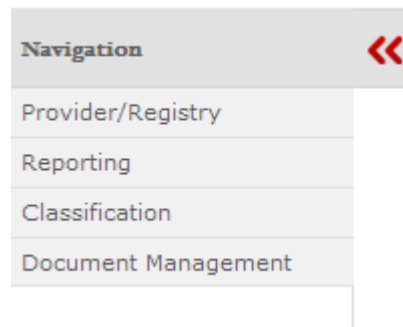 Navigation
Provider/Registry
Reporting
Classification
Document Management